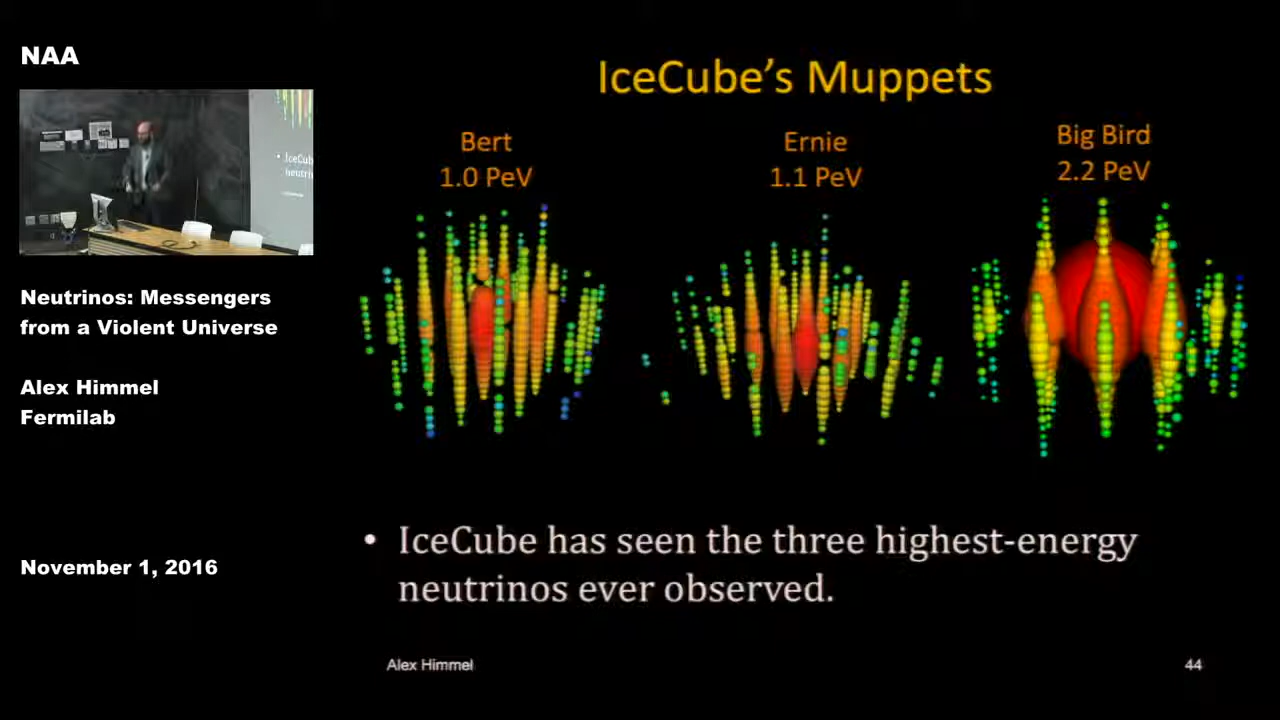 NAA
Neutrinos: Messengers
from a Violent Universe
Alex Himmel
Fermilab
November 1, 2016
IceCube's Muppets
Bert
1.0 PeV
Ernie
1.1 PeV
Big Bird
2.2 PeV
• IceCube has seen the three highest-energy
neutrinos ever observed.
Alex Himmel
44